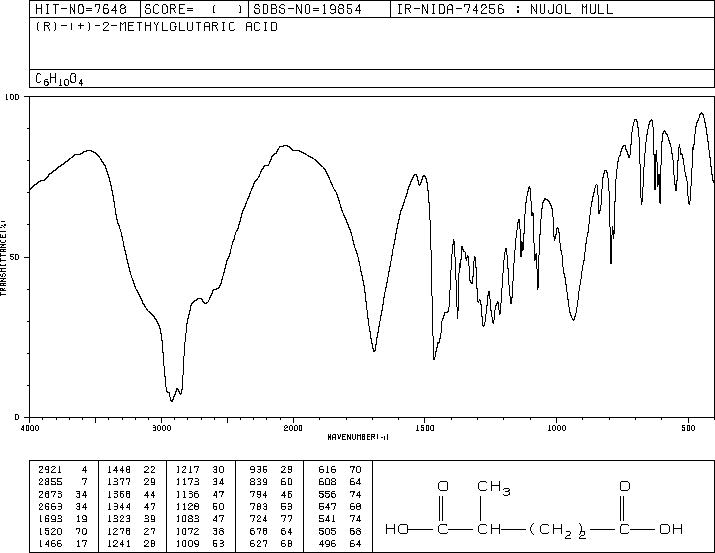 HIT-NO=7648 SCORE= ( ) SDBS-NO=19854 IR-NIDA-74256 : NUJOL MULL
(R)-(+)-2-METHYLGLUTARIC ACID
C6H10O4
100
50
0
TRANSMITTANCE(%)
4000 3000 2000 1500 1000 500
WAVENUMBER(-1)
2921 4 1448 22 1217 30 936 29 616 70
2855 7 1377 29 1173 34 839 60 608 64
2673 34 1368 44 1136 47 794 46 556 74
2663 34 1344 47 1128 50 783 53 547 68
1693 19 1323 39 1083 47 724 77 541 74
1520 70 1278 27 1072 38 678 64 505 68
1466 17 1241 28 1009 53 627 68 496 64
O CH3 O
HO—C—CH—(CH2)2—C—OH